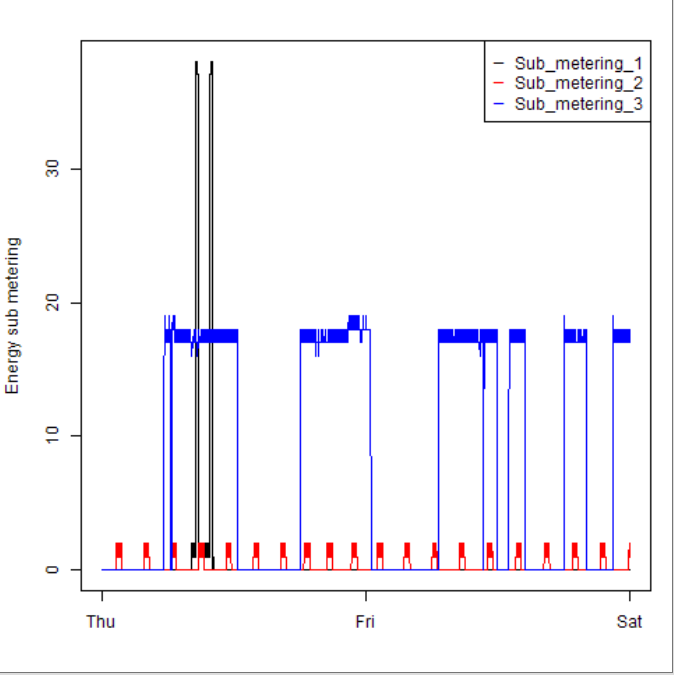 Sub_metering_1
Sub_metering_2
Sub_metering_3
Energy sub metering
30
20
10
0
Thu Fri Sat